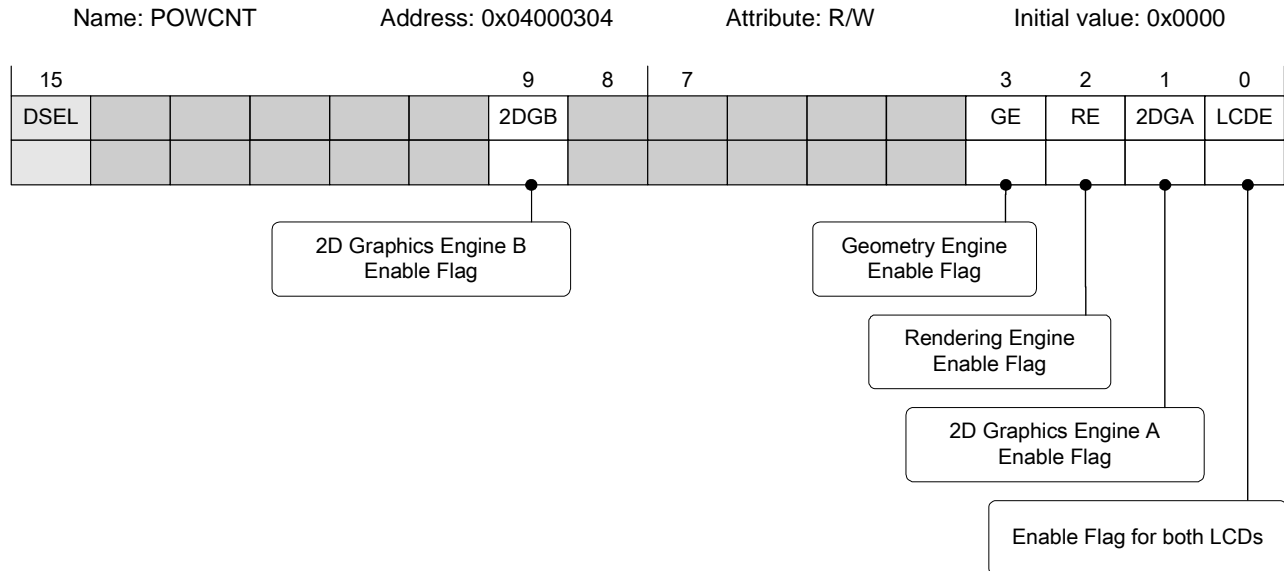 Name: POWCNT Address: 0x04000304 Attribute: R/W Initial value: 0x0000
15 9 8 7 3 2 1 0
DSEL 2DGB GE RE 2DGA LCDE
2D Graphics Engine B
Enable Flag
Geometry Engine
Enable Flag
Rendering Engine
Enable Flag
2D Graphics Engine A
Enable Flag
Enable Flag for both LCDs